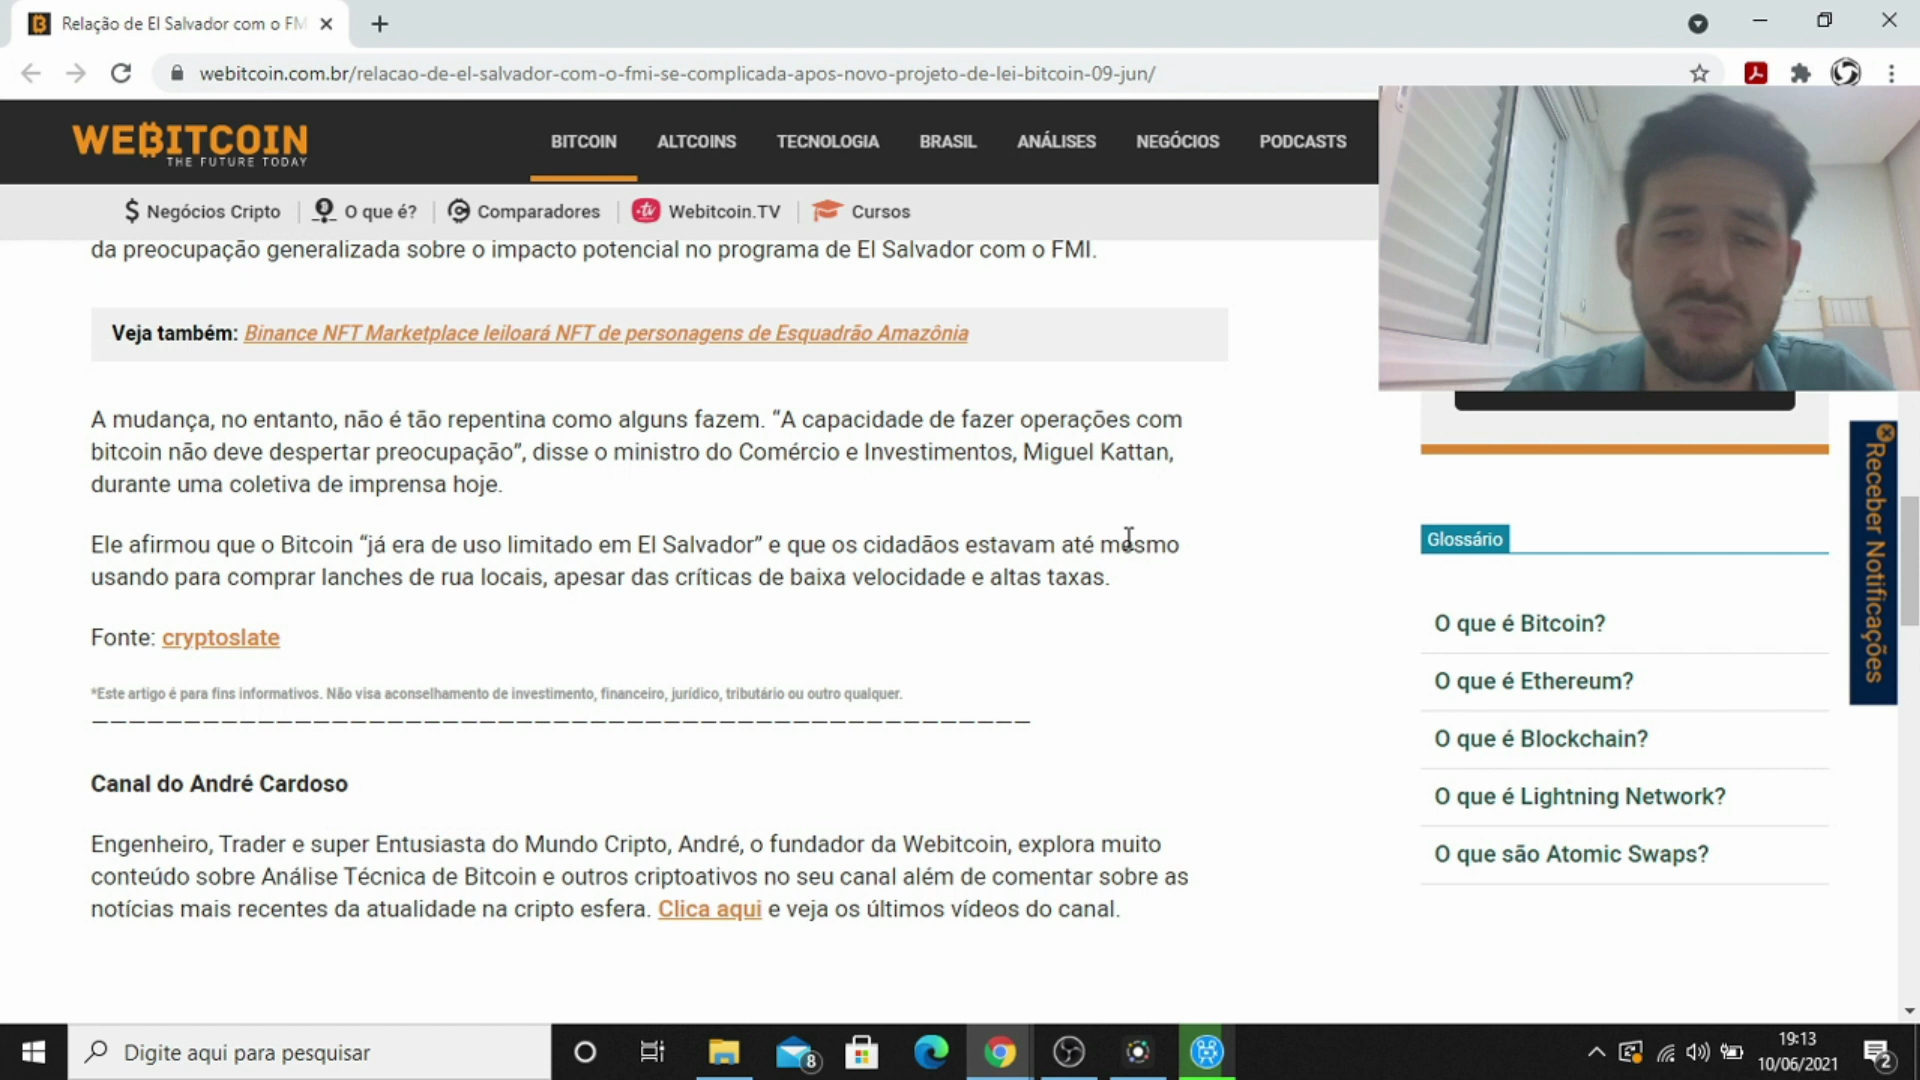 Relação de El Salvador com o FM
webitcoin.com.br/relacao-de-el-salvador-com-o-fmi-se-complicada-apos-novo-projeto-de-lei-bitcoin-09-jun/
WEBITCOIN
THE FUTURE TODAY
BITCOIN ALTCOINS TECNOLOGIA BRASIL ANÁLISES NEGÓCIOS PODCASTS
Negócios Cripto O que é? Comparadores tv Webitcoin.TV Cursos
da preocupação generalizada sobre o impacto potencial no programa de El Salvador com o FMI.
Veja também: Binance NFT Marketplace leiloará NFT de personagens de Esquadrão Amazônia
A mudança, no entanto, não é tão repentina como alguns fazem. “A capacidade de fazer operações com
bitcoin não deve despertar preocupação”, disse o ministro do Comércio e Investimentos, Miguel Kattan,
durante uma coletiva de imprensa hoje.
Ele afirmou que o Bitcoin “já era de uso limitado em El Salvador” e que os cidadãos estavam até mesmo
usando para comprar lanches de rua locais, apesar das críticas de baixa velocidade e altas taxas.
Fonte: cryptoslate
*Este artigo é para fins informativos. Não visa aconselhamento de investimento, financeiro, jurídico, tributário ou outro qualquer.
Canal do André Cardoso
Engenheiro, Trader e super Entusiasta do Mundo Cripto, André, o fundador da Webitcoin, explora muito
conteúdo sobre Análise Técnica de Bitcoin e outros criptoativos no seu canal além de comentar sobre as
notícias mais recentes da atualidade na cripto esfera. Clica aqui e veja os últimos vídeos do canal.
Receber Notificações
Glossário
O que é Bitcoin?
O que é Ethereum?
O que é Blockchain?
O que é Lightning Network?
O que são Atomic Swaps?
Digite aqui para pesquisar
8
19:13
10/06/2021
2